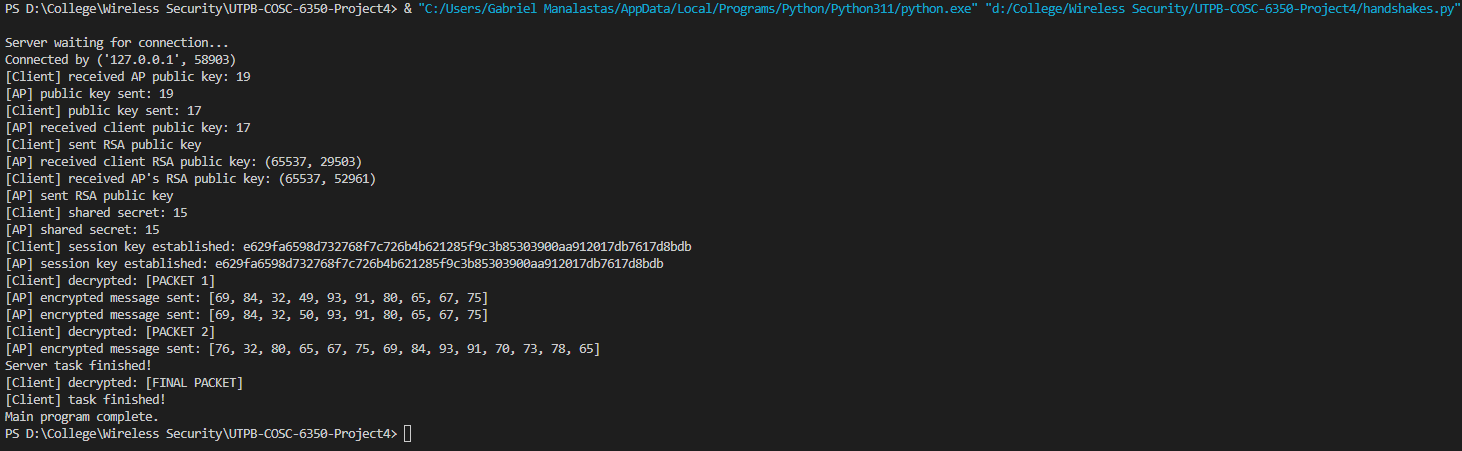 PS D:\College\Wireless Security\UTPB-COSC-6350-Project4> & "C:/Users/Gabriel Manalastas/AppData/Local/Programs/Python/Python311/python.exe" "d:/College/Wireless Security/UTPB-COSC-6350-Project4/handshakes.py"
Server waiting for connection...
Connected by ('127.0.0.1', 58903)
[Client] received AP public key: 19
[AP] public key sent: 19
[Client] public key sent: 17
[AP] received client public key: 17
[Client] sent RSA public key
[AP] received client RSA public key: (65537, 29503)
[Client] received AP's RSA public key: (65537, 52961)
[AP] sent RSA public key
[Client] shared secret: 15
[AP] shared secret: 15
[Client] session key established: e629fa6598d732768f7c726b4b621285f9c3b85303900aa912017db7617d8bdb
[AP] session key established: e629fa6598d732768f7c726b4b621285f9c3b85303900aa912017db7617d8bdb
[Client] decrypted: [PACKET 1]
[AP] encrypted message sent: [69, 84, 32, 49, 93, 91, 80, 65, 67, 75]
[AP] encrypted message sent: [69, 84, 32, 50, 93, 91, 80, 65, 67, 75]
[Client] decrypted: [PACKET 2]
[AP] encrypted message sent: [76, 32, 80, 65, 67, 75, 69, 84, 93, 91, 70, 73, 78, 65]
Server task finished!
[Client] decrypted: [FINAL PACKET]
[Client] task finished!
Main program complete.
PS D:\College\Wireless Security\UTPB-COSC-6350-Project4>